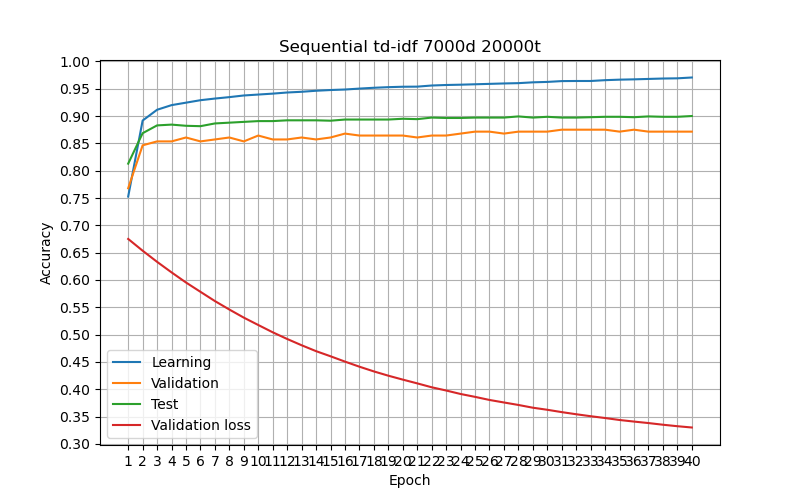 Sequential td-idf 7000d 20000t
1.00
0.95
0.90
0.85
0.80
0.75
0.70
0.65
0.60
0.55
0.50
0.45
0.40
0.35
0.30
Accuracy
Learning
Validation
Test
Validation loss
1 2 3 4 5 6 7 8 9 10 11 12 13 14 15 16 17 18 19 20 21 22 23 24 25 26 27 28 29 30 31 32 33 34 35 36 37 38 39 40
Epoch